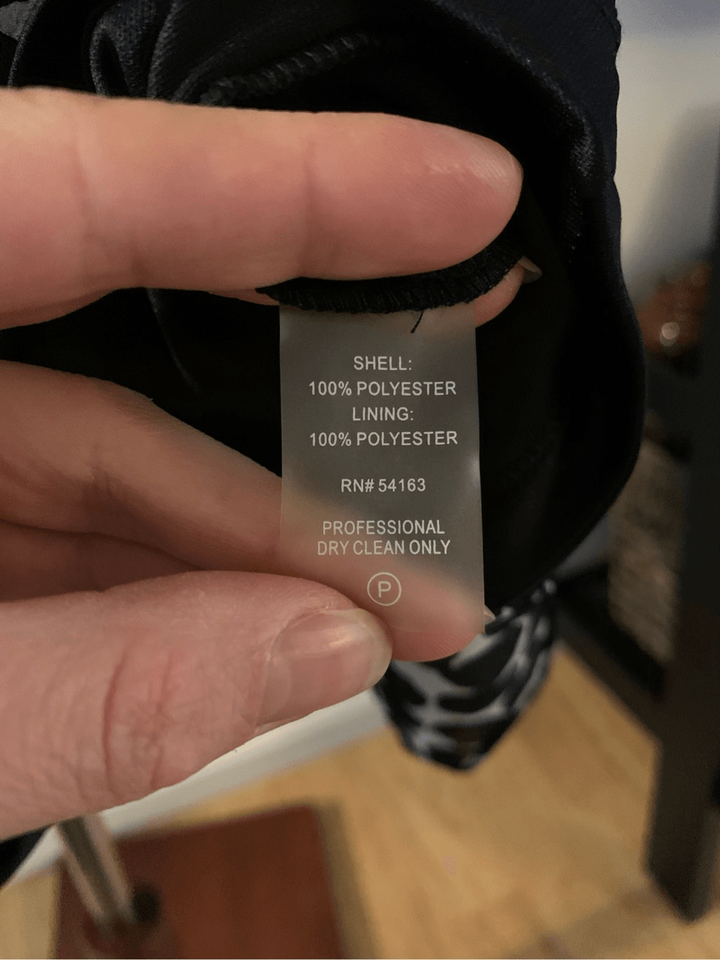 SHELL:
100% POLYESTER
LINING:
100% POLYESTER
RN# 54163
PROFESSIONAL
DRY CLEAN ONLY
P